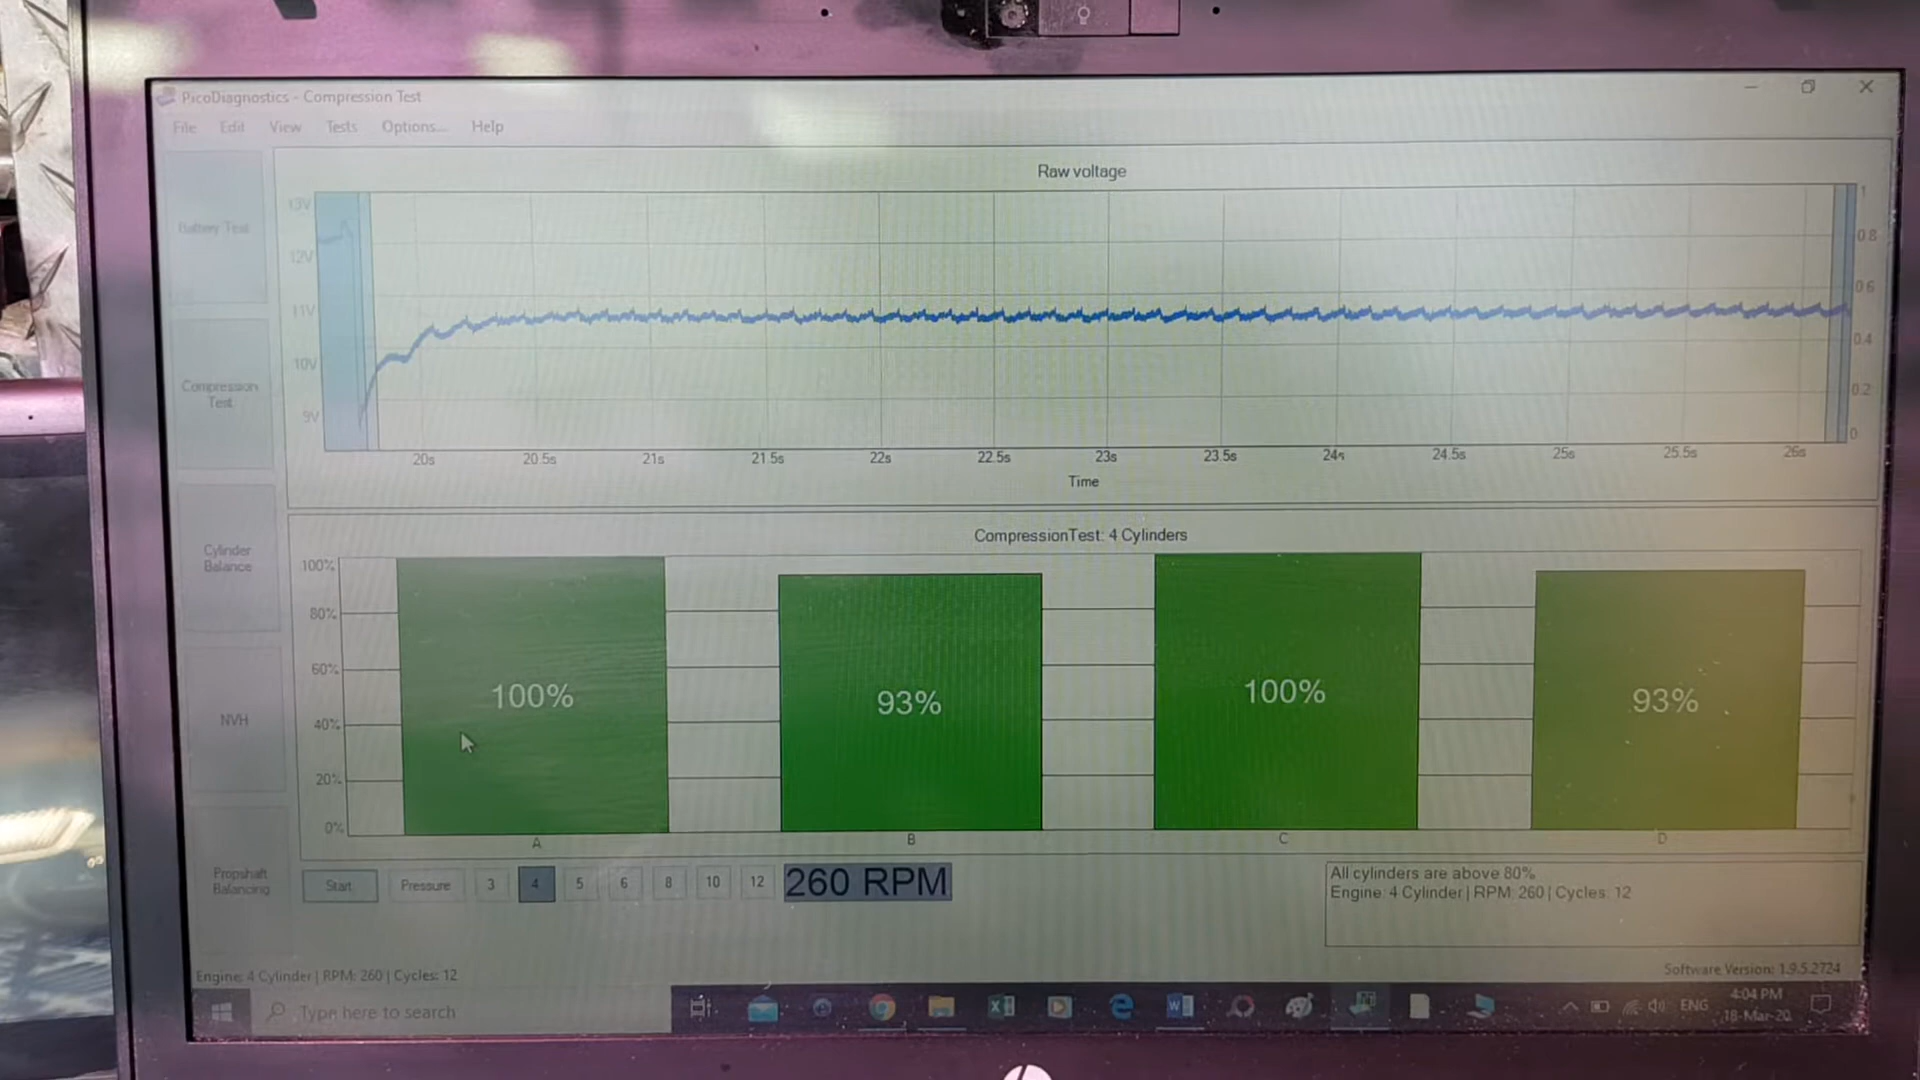 PicoDiagnostics - Compression Test
File Edit View Tests Options... Help
Battery Test
Compression
Test
Cylinder
Balance
NVH
Propshaft
Balancing
Raw voltage
13V
12V
11V
10V
9V
1
0.8
0.6
0.4
0.2
0
20s 20.5s 21s 21.5s 22s 22.5s 23s 23.5s 24s 24.5s 25s 25.5s 26s
Time
CompressionTest: 4 Cylinders
100%
80%
60%
40%
20%
0%
100% 93% 100% 93%
A B C D
Start Pressure 3 4 5 6 8 10 12 260 RPM
All cylinders are above 80%
Engine: 4 Cylinder | RPM: 260 | Cycles: 12
Engine: 4 Cylinder | RPM: 260 | Cycles: 12
Software Version: 1.9.5.2724
Type here to search
ENG
4:04 PM
18-Mar-20